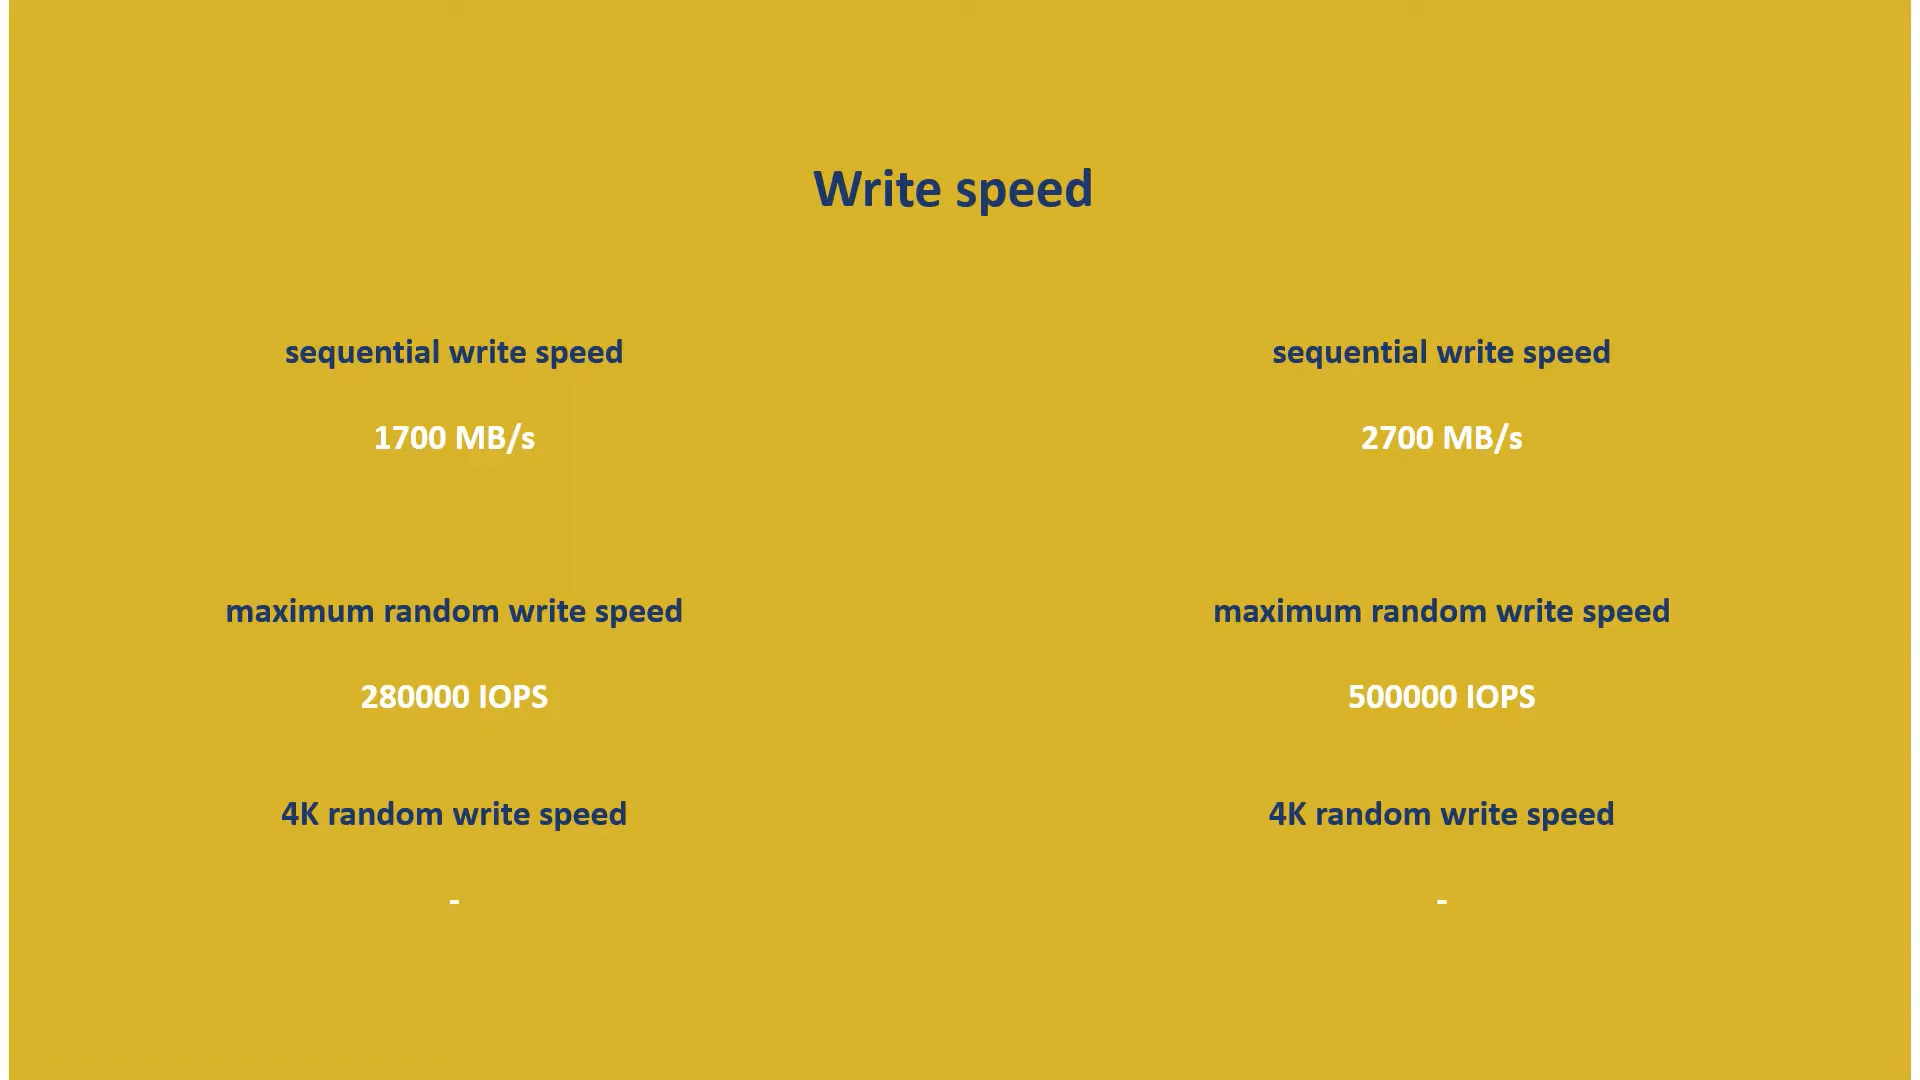 Write speed
sequential write speed
1700 MB/s
maximum random write speed
280000 IOPS
4K random write speed
-
sequential write speed
2700 MB/s
maximum random write speed
500000 IOPS
4K random write speed
-